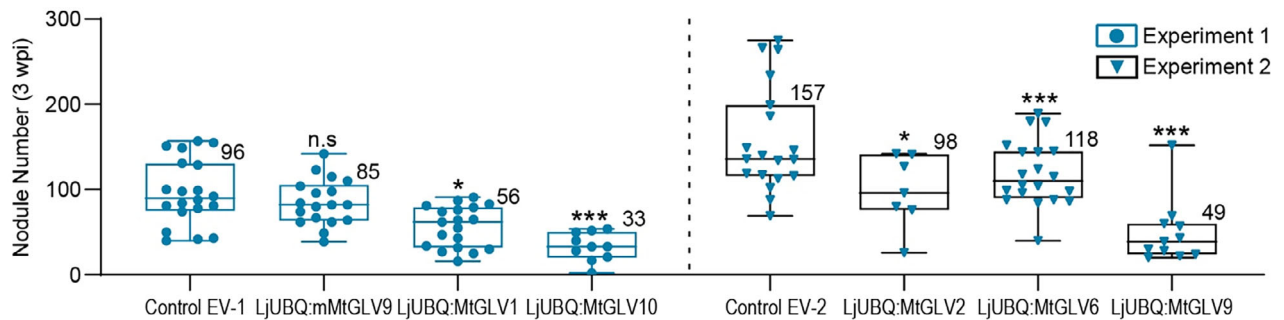 Nodule Number (3 wpi)
300
200
100
0
96
n.s
85
*
56
***
33
157
*
98
***
118
***
49
Experiment 1
Experiment 2
Control EV-1
LjUBQ:mMtGLV9
LjUBQ:MtGLV1
LjUBQ:MtGLV10
Control EV-2
LjUBQ:MtGLV2
LjUBQ:MtGLV6
LjUBQ:MtGLV9